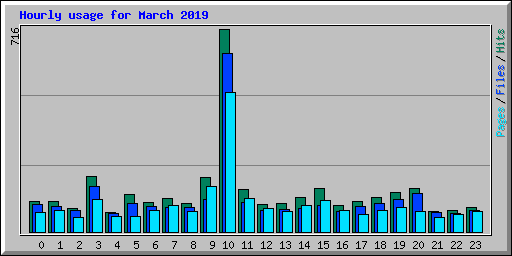 Hourly usage for March 2019
716
Pages/Files/Hits
0 1 2 3 4 5 6 7 8 9 10 11 12 13 14 15 16 17 18 19 20 21 22 23